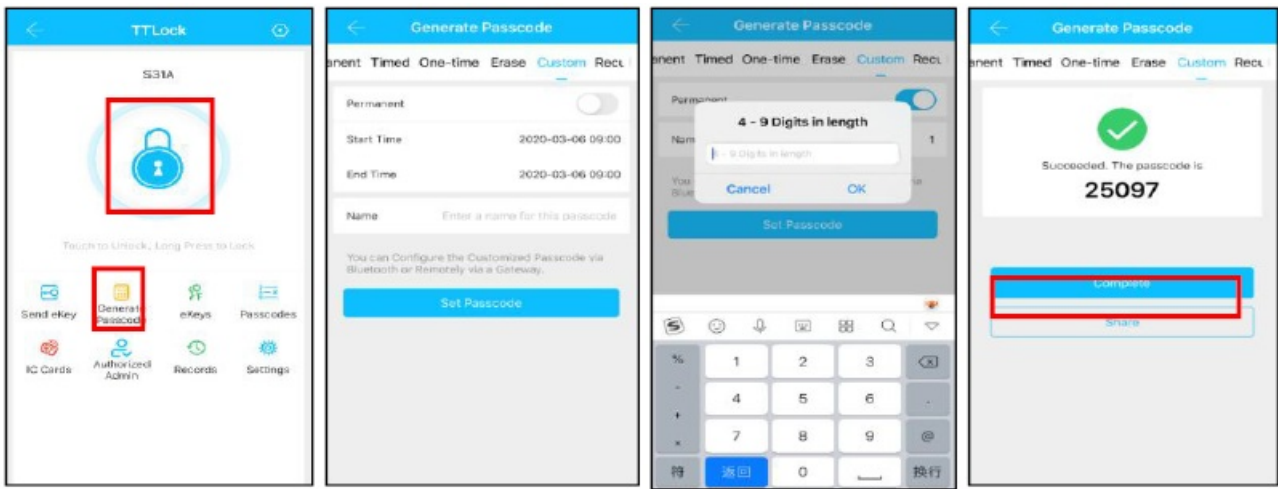 TTLock
S31A
Touch to Unlock, Long Press to Lock
Send eKey
Generate
Passcode
eKeys
Passcodes
IC Cards
Authorized
Admin
Records
Settings
Generate Passcode
anent Timed One-time Erase Custom Recu
Permanent
Start Time 2020-03-06 09:00
End Time 2020-03-06 09:00
Name Enter a name for this passcode
You can Configure the Customized Passcode via
Bluetooth or Remotely via a Gateway.
Set Passcode
Generate Passcode
anent Timed One-time Erase Custom Recu
Permanent
4 - 9 Digits in length
Nam 1
4 - 9 Digits in length
You via
Blue
Cancel OK
Set Passcode
% 1 2 3
- 4 5 6 .
+
× 7 8 9 @
符 返回 0 换行
Generate Passcode
anent Timed One-time Erase Custom Recu
Succeeded. The passcode is
25097
Complete
Share